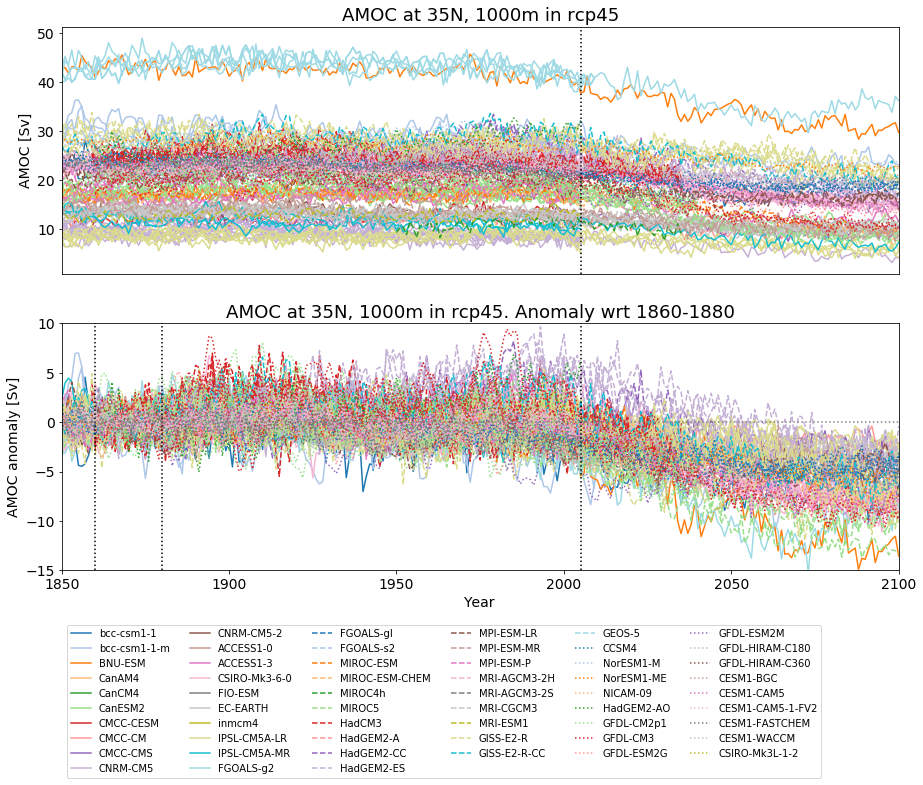 AMOC at 35N, 1000m in rcp45
50
40
30
20
10
AMOC [Sv]
AMOC at 35N, 1000m in rcp45. Anomaly wrt 1860-1880
10
5
0
−5
−10
−15
AMOC anomaly [Sv]
1850 1900 1950 2000 2050 2100
Year
bcc-csm1-1
bcc-csm1-1-m
BNU-ESM
CanAM4
CanCM4
CanESM2
CMCC-CESM
CMCC-CM
CMCC-CMS
CNRM-CM5
CNRM-CM5-2
ACCESS1-0
ACCESS1-3
CSIRO-Mk3-6-0
FIO-ESM
EC-EARTH
inmcm4
IPSL-CM5A-LR
IPSL-CM5A-MR
FGOALS-g2
FGOALS-gl
FGOALS-s2
MIROC-ESM
MIROC-ESM-CHEM
MIROC4h
MIROC5
HadCM3
HadGEM2-A
HadGEM2-CC
HadGEM2-ES
MPI-ESM-LR
MPI-ESM-MR
MPI-ESM-P
MRI-AGCM3-2H
MRI-AGCM3-2S
MRI-CGCM3
MRI-ESM1
GISS-E2-R
GISS-E2-R-CC
GEOS-5
CCSM4
NorESM1-M
NorESM1-ME
NICAM-09
HadGEM2-AO
GFDL-CM2p1
GFDL-CM3
GFDL-ESM2G
GFDL-ESM2M
GFDL-HIRAM-C180
GFDL-HIRAM-C360
CESM1-BGC
CESM1-CAM5
CESM1-CAM5-1-FV2
CESM1-FASTCHEM
CESM1-WACCM
CSIRO-Mk3L-1-2